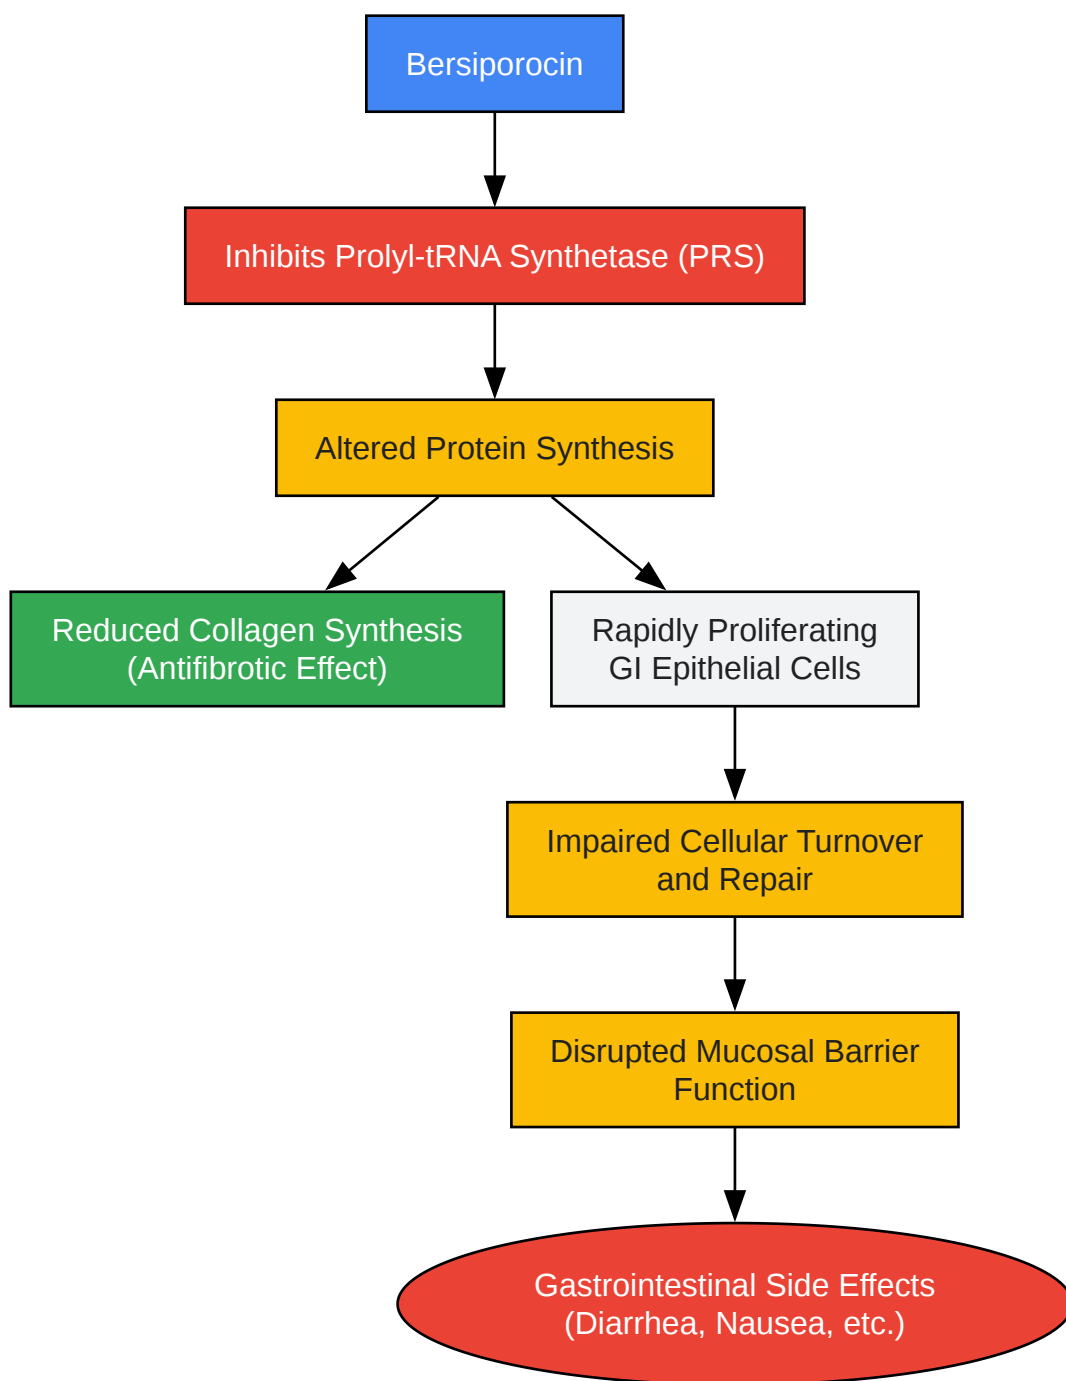 Bersiporocin
Inhibits Prolyl-tRNA Synthetase (PRS)
Altered Protein Synthesis
Reduced Collagen Synthesis
(Antifibrotic Effect)
Rapidly Proliferating
GI Epithelial Cells
Impaired Cellular Turnover
and Repair
Disrupted Mucosal Barrier
Function
Gastrointestinal Side Effects
(Diarrhea, Nausea, etc.)